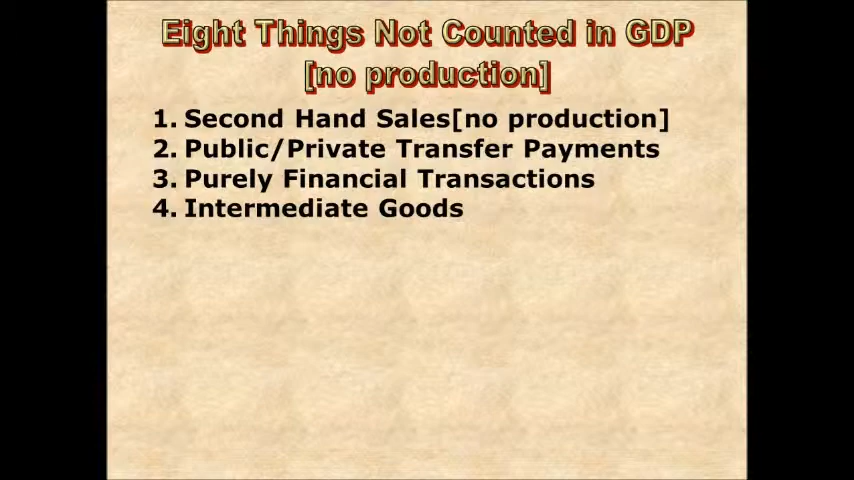 Eight Things Not Counted in GDP
[no production]
1. Second Hand Sales[no production]
2. Public/Private Transfer Payments
3. Purely Financial Transactions
4. Intermediate Goods